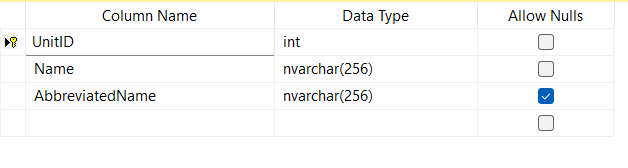 Column Name Data Type Allow Nulls
UnitID int
Name nvarchar(256)
AbbreviatedName nvarchar(256)